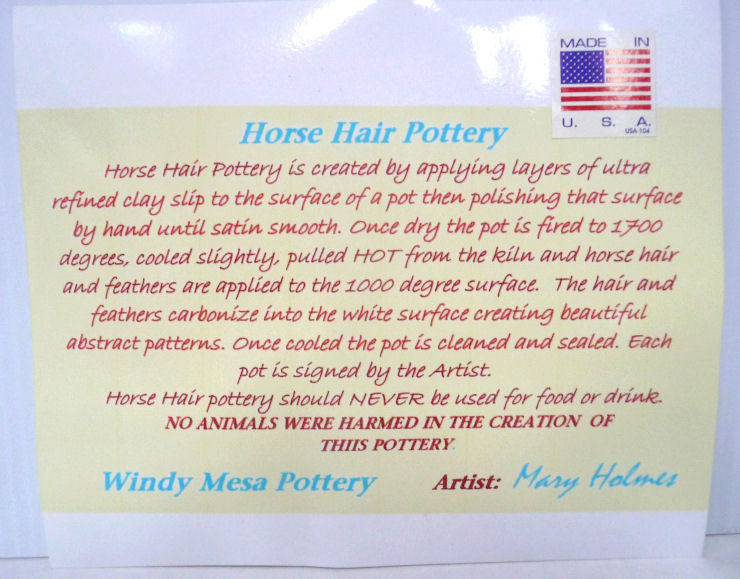 MADE IN
U. S. A.
USA 104
Horse Hair Pottery
Horse Hair Pottery is created by applying layers of ultra
refined clay slip to the surface of a pot then polishing that surface
by hand until satin smooth. Once dry the pot is fired to 1700
degrees, cooled slightly, pulled HOT from the kiln and horse hair
and feathers are applied to the 1000 degree surface. The hair and
feathers carbonize into the white surface creating beautiful
abstract patterns. Once cooled the pot is cleaned and sealed. Each
pot is signed by the Artist.
Horse Hair pottery should NEVER be used for food or drink.
NO ANIMALS WERE HARMED IN THE CREATION OF
THIIS POTTERY.
Windy Mesa Pottery Artist: Mary Holmes